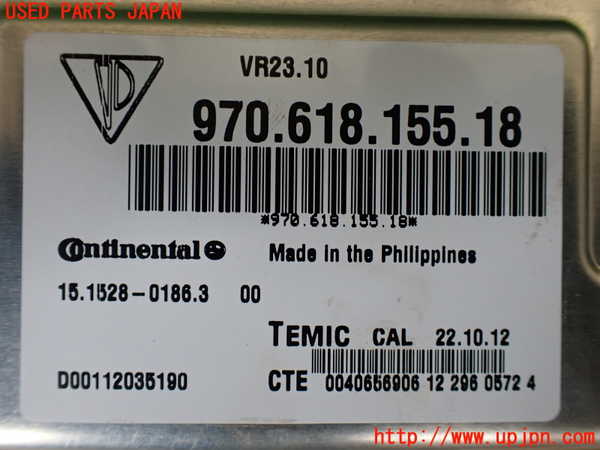 USED PARTS JAPAN
VR23.10
970.618.155.18
*970.618.155.18*
Continental
Made in the Philippines
15.1528-0186.3 00
TEMIC CAL 22.10.12
D00112035190
CTE 0040656906 12 296 0572 4
http://www.upjpn.com